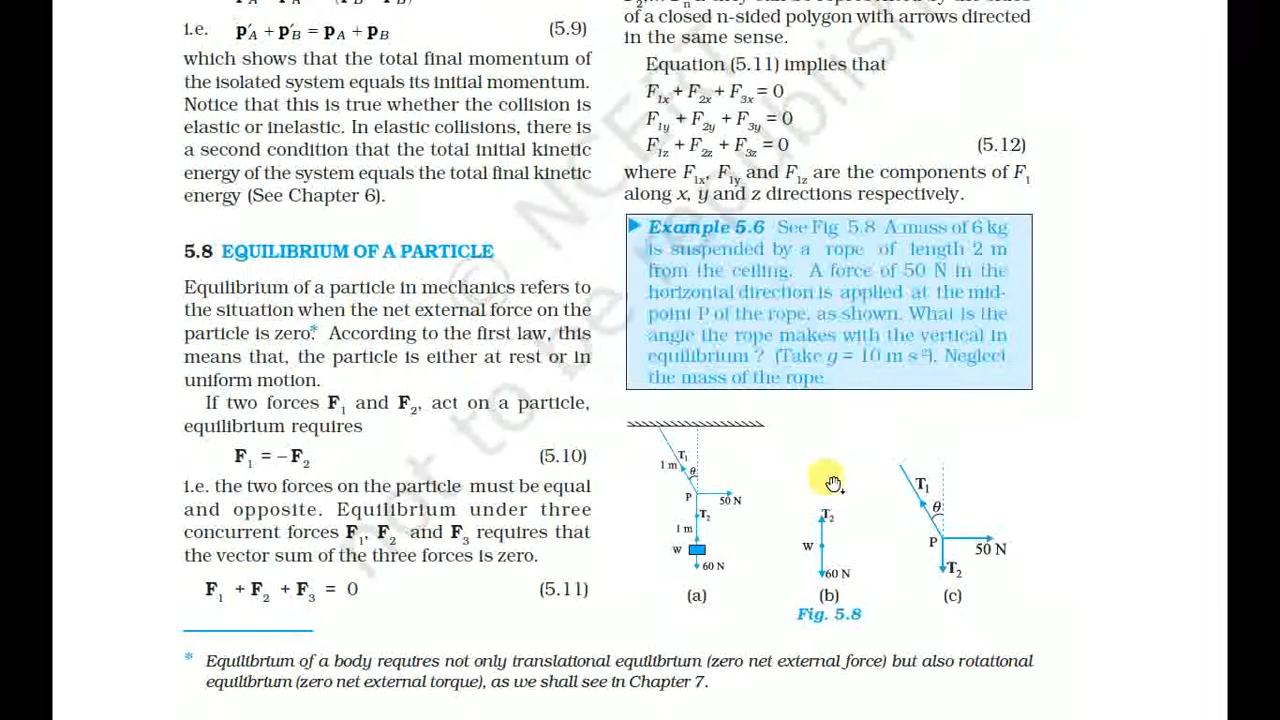 i.e. p′A + p′B = pA + pB (5.9)
which shows that the total final momentum of
the isolated system equals its initial momentum.
Notice that this is true whether the collision is
elastic or inelastic. In elastic collisions, there is
a second condition that the total initial kinetic
energy of the system equals the total final kinetic
energy (See Chapter 6).
5.8 EQUILIBRIUM OF A PARTICLE
Equilibrium of a particle in mechanics refers to
the situation when the net external force on the
particle is zero.* According to the first law, this
means that, the particle is either at rest or in
uniform motion.
If two forces F1 and F2, act on a particle,
equilibrium requires
F1 = − F2 (5.10)
i.e. the two forces on the particle must be equal
and opposite. Equilibrium under three
concurrent forces F1, F2 and F3 requires that
the vector sum of the three forces is zero.
F1 + F2 + F3 = 0 (5.11)
of a closed n-sided polygon with arrows directed
in the same sense.
Equation (5.11) implies that
F1x + F2x + F3x = 0
F1y + F2y + F3y = 0
F1z + F2z + F3z = 0 (5.12)
where F1x, F1y and F1z are the components of F1
along x, y and z directions respectively.
Example 5.6 See Fig 5.8 A mass of 6 kg
is suspended by a rope of length 2 m
from the ceiling. A force of 50 N in the
horizontal direction is applied at the mid-
point P of the rope, as shown. What is the
angle the rope makes with the vertical in
equilibrium ? (Take g = 10 m s-2). Neglect
the mass of the rope.
T1
1 m
θ
P
50 N
T2
1 m
W
60 N
(a)
T2
W
60 N
(b)
T1
θ
P
50 N
T2
(c)
Fig. 5.8
* Equilibrium of a body requires not only translational equilibrium (zero net external force) but also rotational
equilibrium (zero net external torque), as we shall see in Chapter 7.
© NCERT
not to be republish